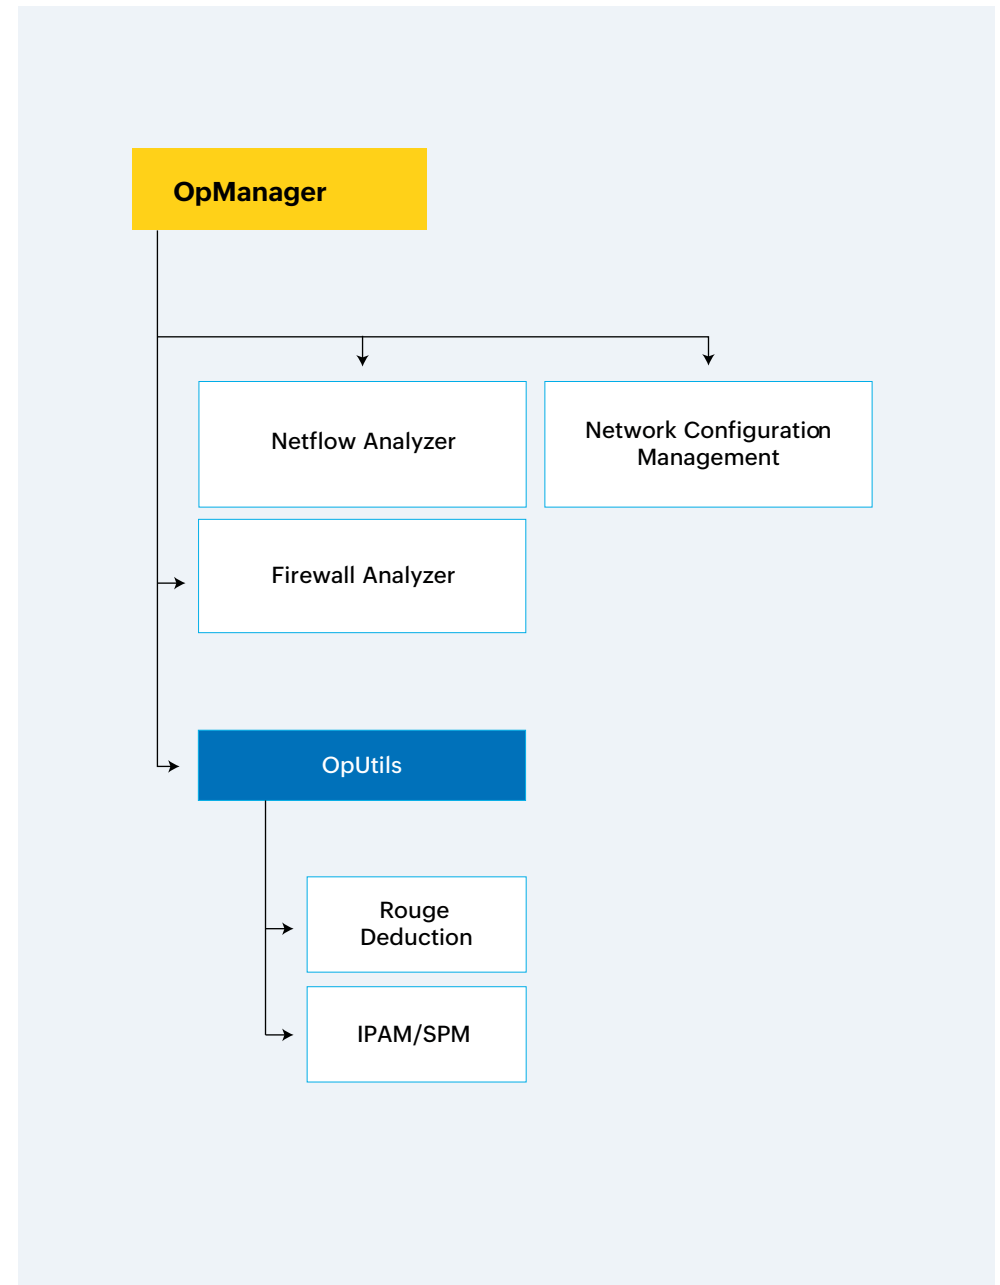 OpManager
Netflow Analyzer
Network Configuration
Management
Firewall Analyzer
OpUtils
Rouge
Deduction
IPAM/SPM